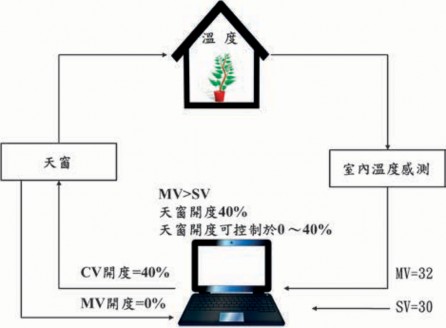 溫度
天窗
室內溫度感測
MV>SV
天窗開度40%
天窗開度可控制於0～40%
CV開度=40%
MV開度=0%
MV=32
SV=30